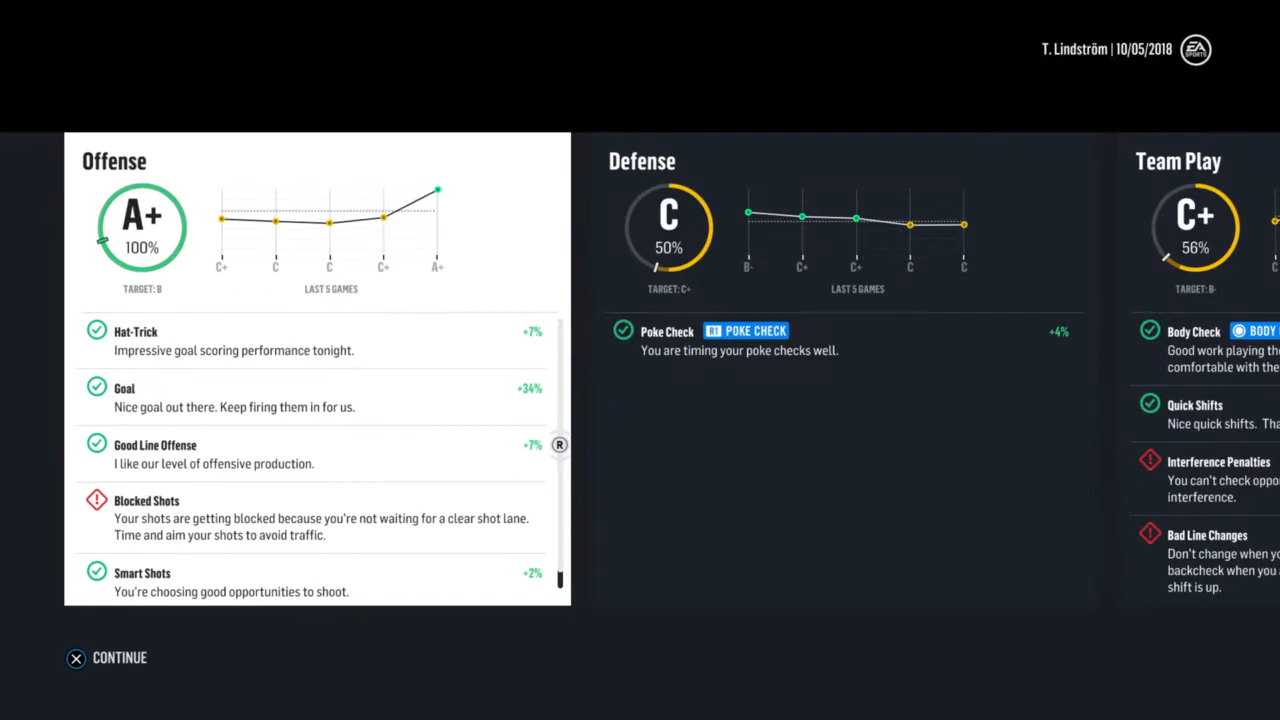 T. Lindström | 10/05/2018
EA SPORTS
Offense
A+
100%
TARGET: B
C+ C C C+ A+
LAST 5 GAMES
Hat-Trick +7%
Impressive goal scoring performance tonight.
Goal +34%
Nice goal out there. Keep firing them in for us.
Good Line Offense +7%
I like our level of offensive production.
R
Blocked Shots
Your shots are getting blocked because you're not waiting for a clear shot lane.
Time and aim your shots to avoid traffic.
Smart Shots +2%
You're choosing good opportunities to shoot.
Defense
C
50%
TARGET: C+
B- C+ C+ C C
LAST 5 GAMES
Poke Check R1 POKE CHECK +4%
You are timing your poke checks well.
Team Play
C+
56%
TARGET: B-
C
Body Check BODY
Good work playing the
comfortable with the
Quick Shifts
Nice quick shifts. Tha
Interference Penalties
You can't check oppo
interference.
Bad Line Changes
Don't change when yo
backcheck when you a
shift is up.
CONTINUE